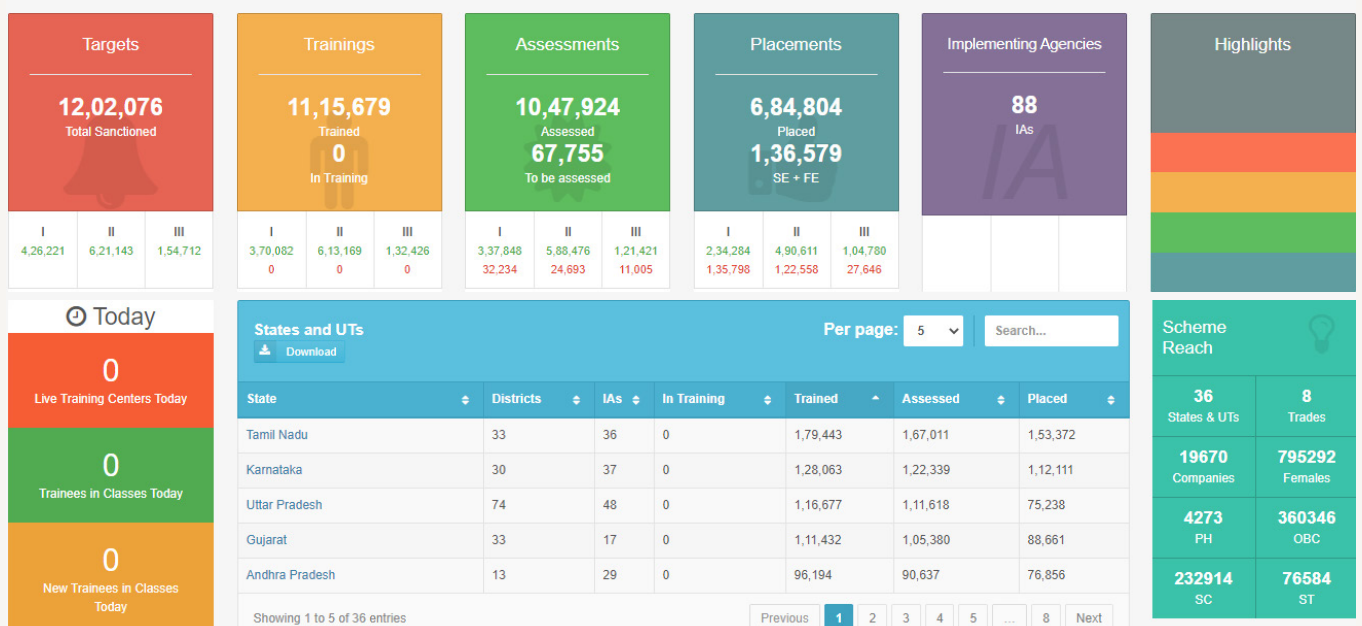 Targets
12,02,076
Total Sanctioned
I II III
4,26,221 6,21,143 1,54,712
Trainings
11,15,679
Trained
0
In Training
I II III
3,70,082 6,13,169 1,32,426
0 0 0
Assessments
10,47,924
Assessed
67,755
To be assessed
I II III
3,37,848 5,88,476 1,21,421
32,234 24,693 11,005
Placements
6,84,804
Placed
1,36,579
SE + FE
I II III
2,34,284 4,90,611 1,04,780
1,35,798 1,22,558 27,646
Implementing Agencies
88
IAs
IA
Highlights
Today
0
Live Training Centers Today
0
Trainees in Classes Today
0
New Trainees in Classes
Today
States and UTs
Download
Per page: 5 Search...
State Districts IAs In Training Trained Assessed Placed
Tamil Nadu 33 36 0 1,79,443 1,67,011 1,53,372
Karnataka 30 37 0 1,28,063 1,22,339 1,12,111
Uttar Pradesh 74 48 0 1,16,677 1,11,618 75,238
Gujarat 33 17 0 1,11,432 1,05,380 88,661
Andhra Pradesh 13 29 0 96,194 90,637 76,856
Showing 1 to 5 of 36 entries
Previous 1 2 3 4 5 ... 8 Next
Scheme
Reach
36 8
States & UTs Trades
19670 795292
Companies Females
4273 360346
PH OBC
232914 76584
SC ST